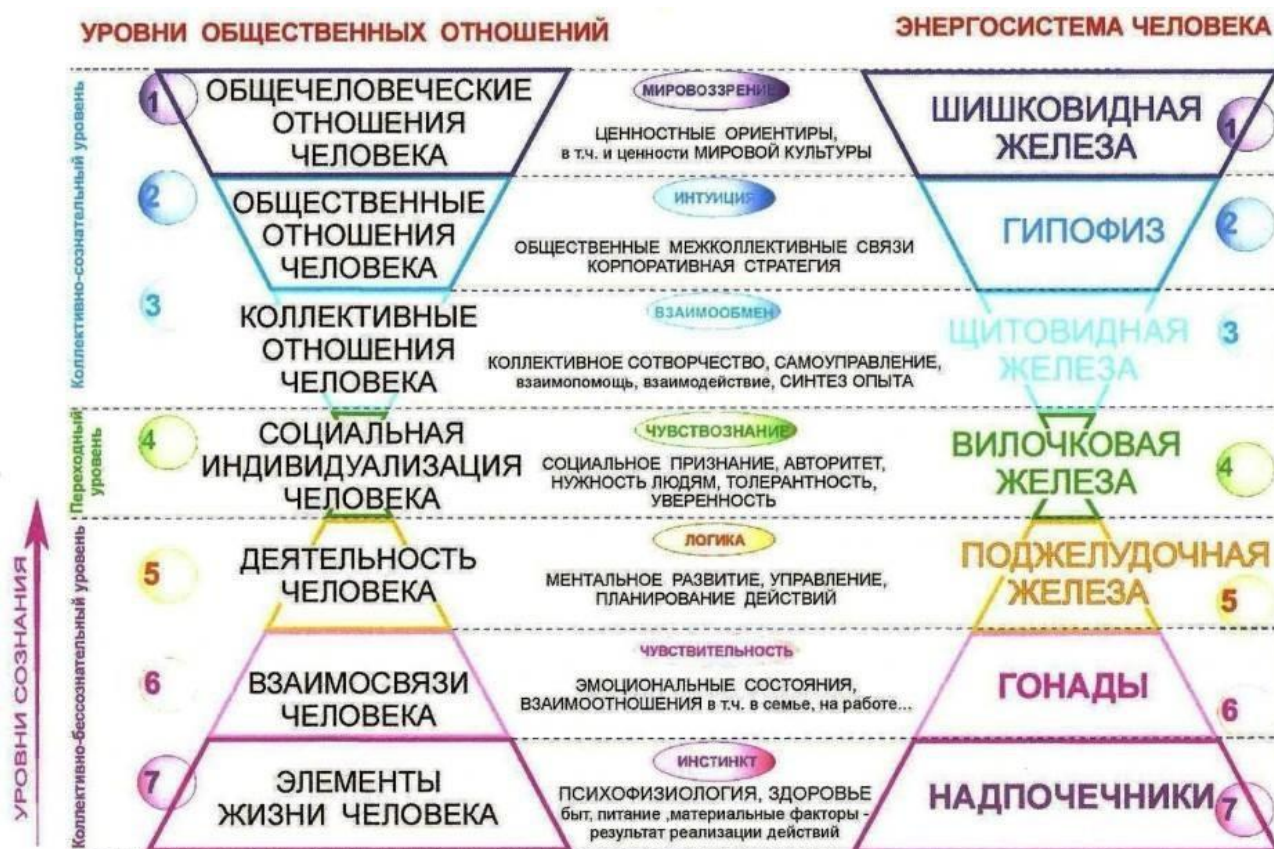 УРОВНИ ОБЩЕСТВЕННЫХ ОТНОШЕНИЙ
ЭНЕРГОСИСТЕМА ЧЕЛОВЕКА
Коллективно-сознательный уровень
1
ОБЩЕЧЕЛОВЕЧЕСКИЕ
ОТНОШЕНИЯ
ЧЕЛОВЕКА
МИРОВОЗЗРЕНИЕ
ЦЕННОСТНЫЕ ОРИЕНТИРЫ,
в т.ч. и ценности МИРОВОЙ КУЛЬТУРЫ
ШИШКОВИДНАЯ
ЖЕЛЕЗА
1
2
ОБЩЕСТВЕННЫЕ
ОТНОШЕНИЯ
ЧЕЛОВЕКА
ИНТУИЦИЯ
ОБЩЕСТВЕННЫЕ МЕЖКОЛЛЕКТИВНЫЕ СВЯЗИ
КОРПОРАТИВНАЯ СТРАТЕГИЯ
ГИПОФИЗ
2
3
КОЛЛЕКТИВНЫЕ
ОТНОШЕНИЯ
ЧЕЛОВЕКА
ВЗАИМООБМЕН
КОЛЛЕКТИВНОЕ СОТВОРЧЕСТВО, САМОУПРАВЛЕНИЕ,
взаимопомощь, взаимодействие, СИНТЕЗ ОПЫТА
ЩИТОВИДНАЯ
ЖЕЛЕЗА
3
Переходный
уровень
4
СОЦИАЛЬНАЯ
ИНДИВИДУАЛИЗАЦИЯ
ЧЕЛОВЕКА
ЧУВСТВОЗНАНИЕ
СОЦИАЛЬНОЕ ПРИЗНАНИЕ, АВТОРИТЕТ,
НУЖНОСТЬ ЛЮДЯМ, ТОЛЕРАНТНОСТЬ,
УВЕРЕННОСТЬ
ВИЛОЧКОВАЯ
ЖЕЛЕЗА
4
УРОВНИ СОЗНАНИЯ
Коллективно-бессознательный уровень
5
ДЕЯТЕЛЬНОСТЬ
ЧЕЛОВЕКА
ЛОГИКА
МЕНТАЛЬНОЕ РАЗВИТИЕ, УПРАВЛЕНИЕ,
ПЛАНИРОВАНИЕ ДЕЙСТВИЙ
ПОДЖЕЛУДОЧНАЯ
ЖЕЛЕЗА
5
6
ВЗАИМОСВЯЗИ
ЧЕЛОВЕКА
ЧУВСТВИТЕЛЬНОСТЬ
ЭМОЦИОНАЛЬНЫЕ СОСТОЯНИЯ,
ВЗАИМООТНОШЕНИЯ в т.ч. в семье, на работе...
ГОНАДЫ
6
7
ЭЛЕМЕНТЫ
ЖИЗНИ ЧЕЛОВЕКА
ИНСТИНКТ
ПСИХОФИЗИОЛОГИЯ, ЗДОРОВЬЕ
быт, питание ,материальные факторы -
результат реализации действий
НАДПОЧЕЧНИКИ
7